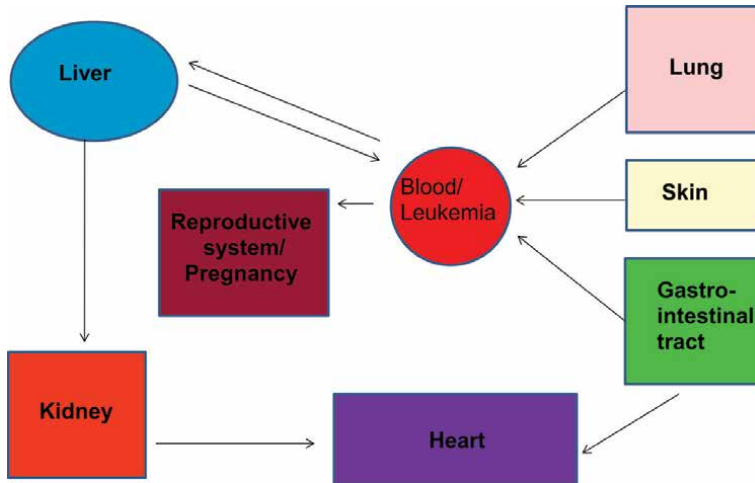 Liver
Lung
Blood/
Leukemia
Skin
Reproductive
system/
Pregnancy
Gastro-
intestinal
tract
Kidney
Heart